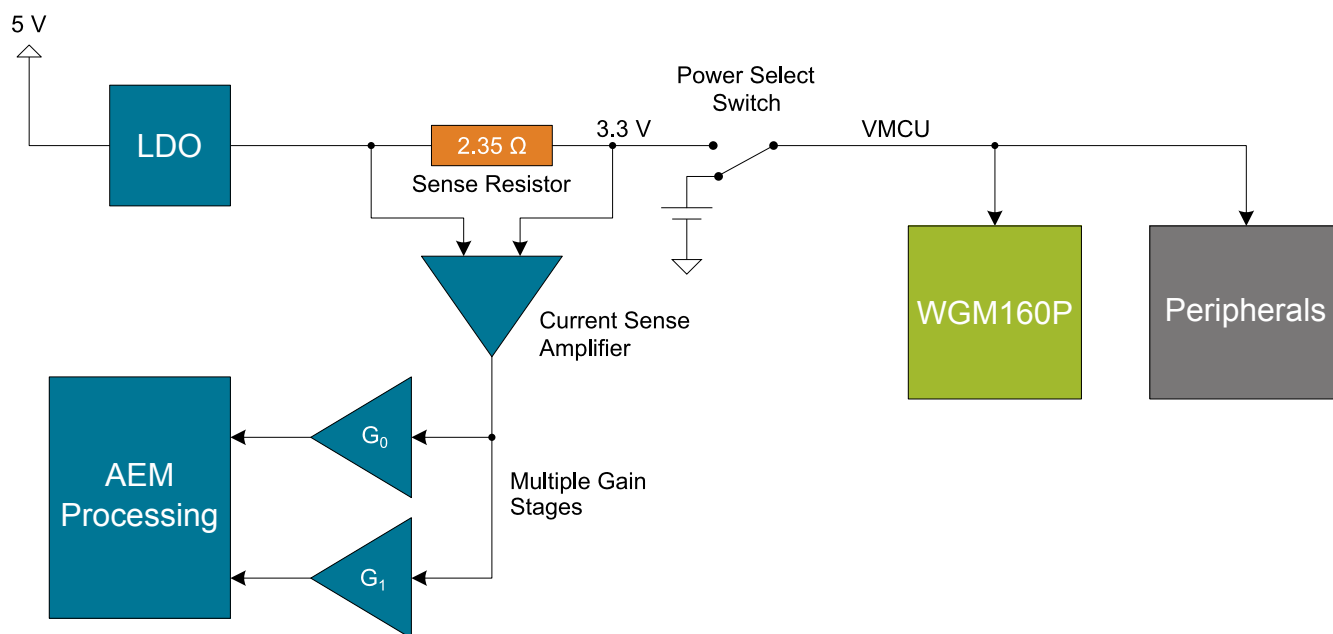 5 V
LDO
2.35 Ω
Sense Resistor
3.3 V
Power Select
Switch
VMCU
WGM160P
Peripherals
Current Sense
Amplifier
AEM
Processing
G₀
G₁
Multiple Gain
Stages